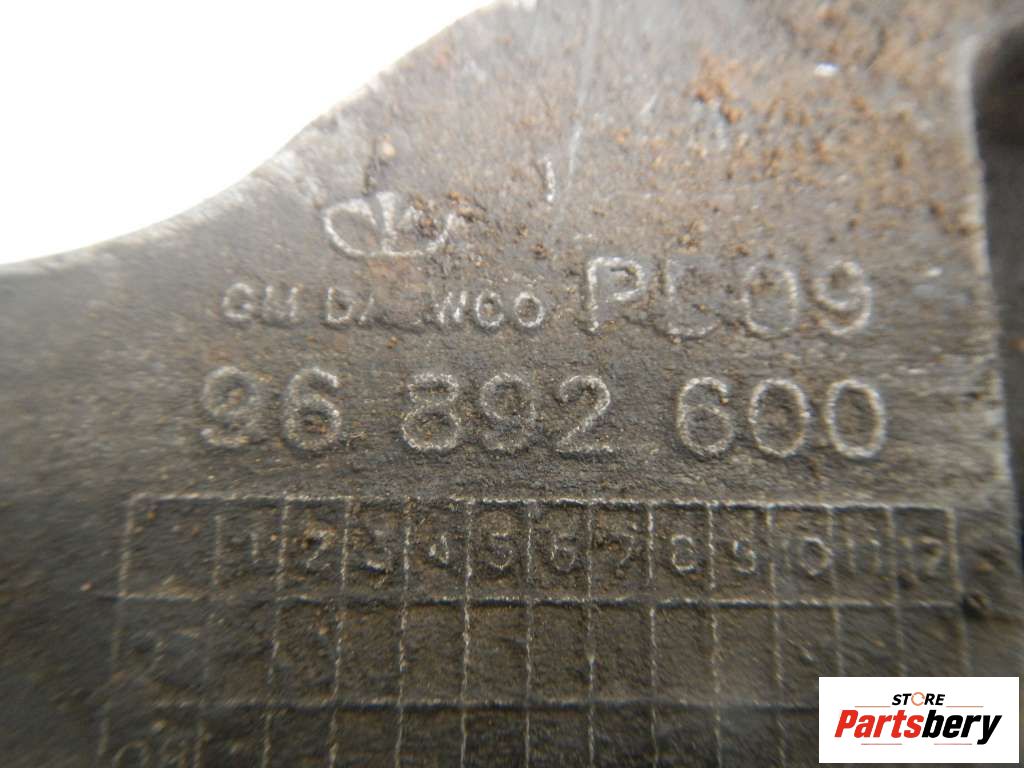 GM DAEWOO PL09
96 892 600
1 2 3 4 5 6 7 8 9 10 11 12
STORE
Partsbery